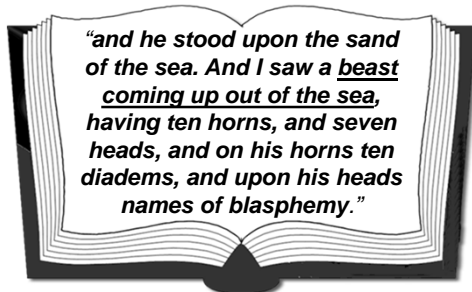 “and he stood upon the sand
of the sea. And I saw a beast
coming up out of the sea,
having ten horns, and seven
heads, and on his horns ten
diadems, and upon his heads
names of blasphemy.”